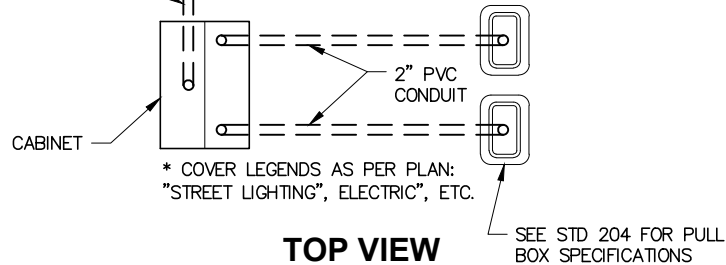 2" PVC
CONDUIT
CABINET
* COVER LEGENDS AS PER PLAN:
"STREET LIGHTING", ELECTRIC", ETC.
SEE STD 204 FOR PULL
BOX SPECIFICATIONS
TOP VIEW